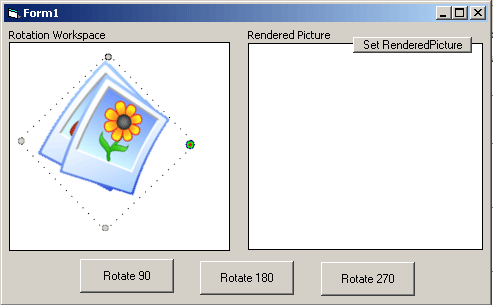 Form1
Rotation Workspace
Rendered Picture
Set RenderedPicture
Rotate 90
Rotate 180
Rotate 270